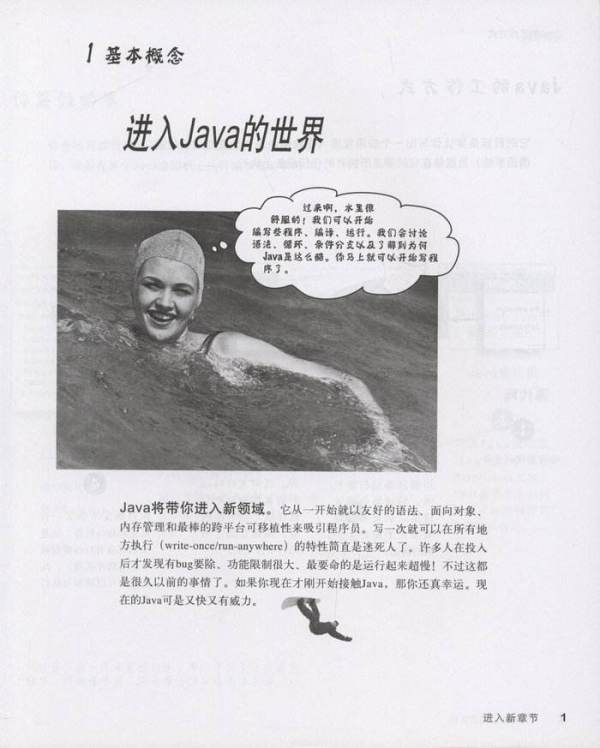 1 基本概念
进入Java的世界
过来啊，水里很
舒服的！我们可以开始
编写些程序、编译、运行。我们会讨论
语法、循环、条件分支以及了解到为何
Java是这么酷。你马上就可以开始写程
序了。
Java将带你进入新领域。它从一开始就以友好的语法、面向对象、
内存管理和最棒的跨平台可移植性来吸引程序员。写一次就可以在所有地
方执行（write-once/run-anywhere）的特性简直是迷死人了。许多人在投入
后才发现有bug要除、功能限制很大、最要命的是运行起来超慢！不过这都
是很久以前的事情了。如果你现在才刚开始接触Java，那你还真幸运。现
在的Java可是又快又有威力。
进入新章节 1